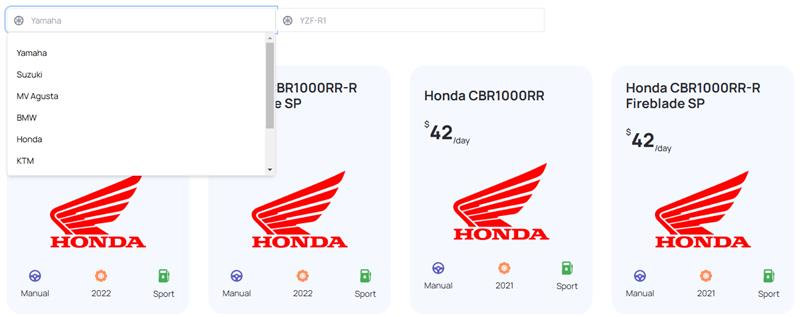 Yamaha
YZF-R1
Yamaha
Suzuki
MV Agusta
BMW
Honda
KTM
CBR1000RR-R
e SP
HONDA
Manual
2022
Sport
HONDA
Manual
2022
Sport
Honda CBR1000RR
$42/day
HONDA
Manual
2021
Sport
Honda CBR1000RR-R
Fireblade SP
$42/day
HONDA
Manual
2021
Sport